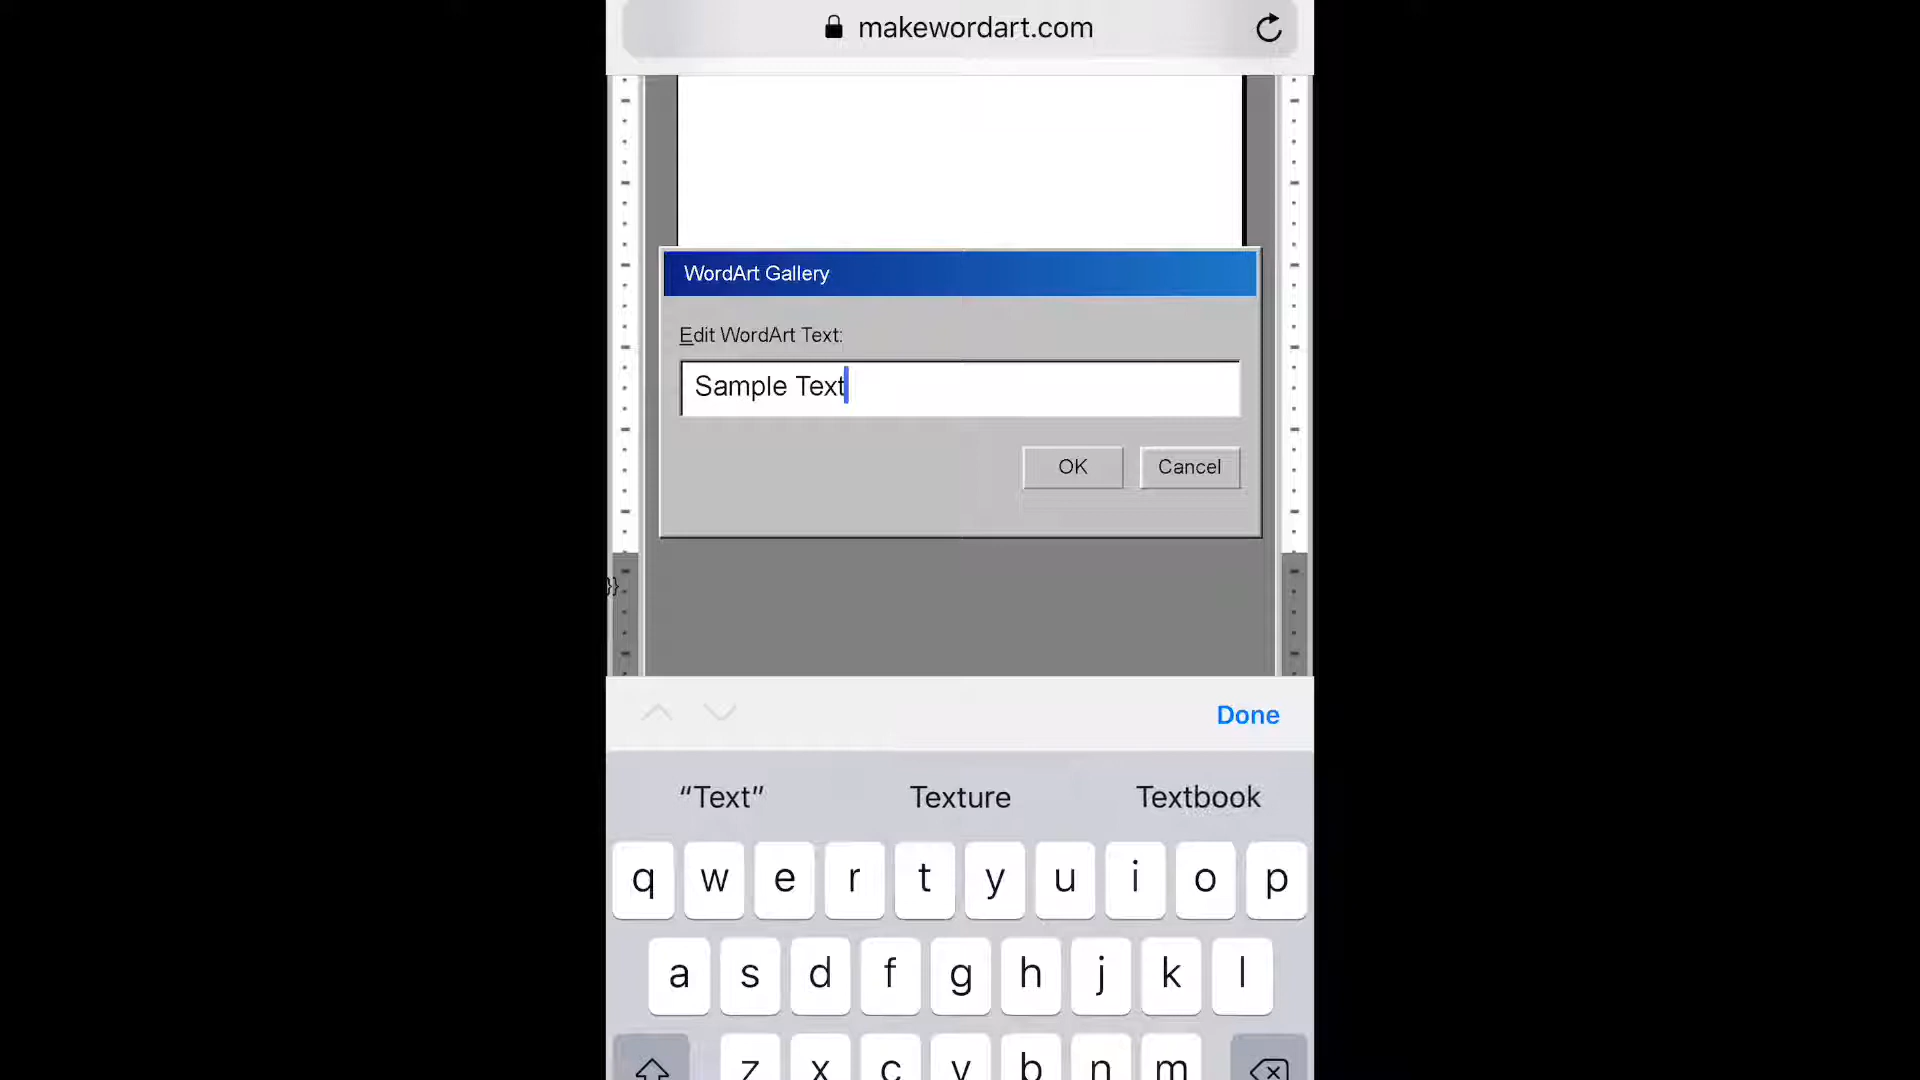 makewordart.com
WordArt Gallery
Edit WordArt Text:
Sample Text
OK Cancel
}}
Done
“Text” Texture Textbook
q w e r t y u i o p
a s d f g h j k l
z x c v b n m